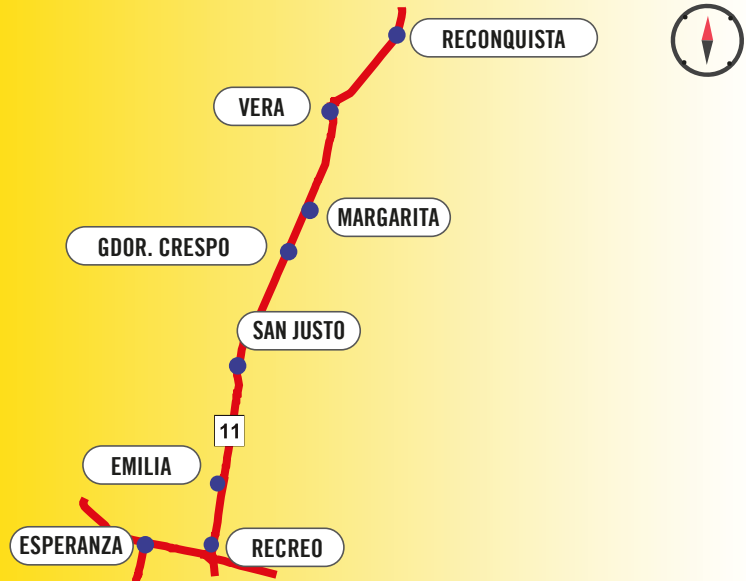 RECONQUISTA
VERA
MARGARITA
GDOR. CRESPO
SAN JUSTO
11
EMILIA
ESPERANZA
RECREO